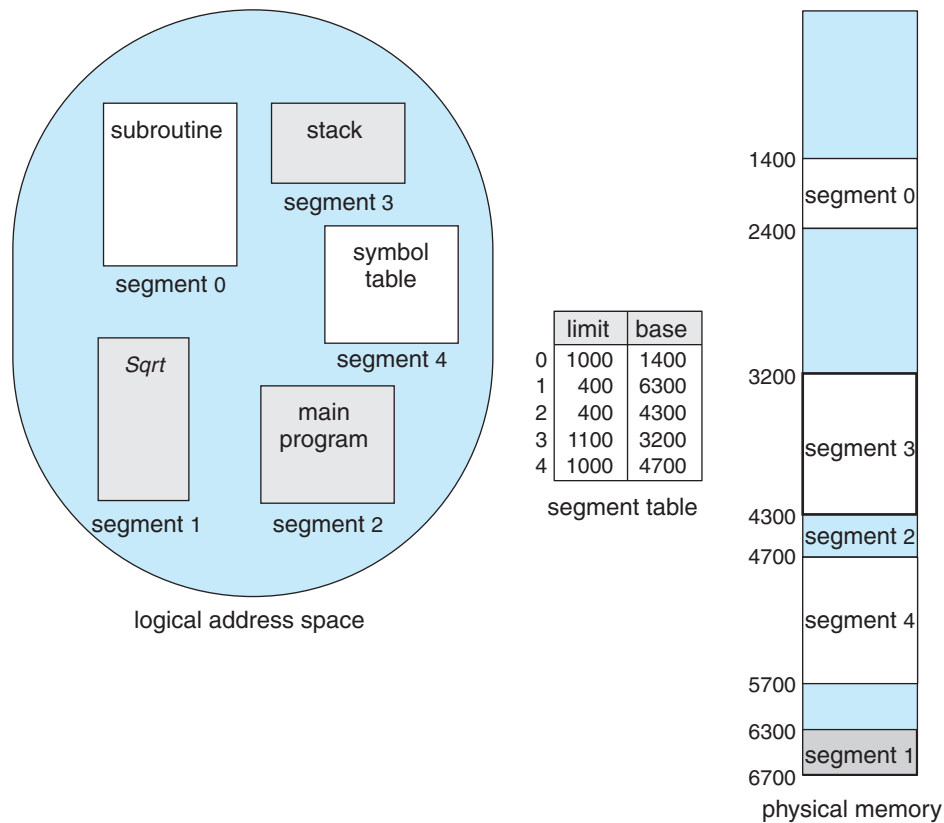 subroutine
stack
segment 3
symbol
table
segment 0
segment 4
Sqrt
main
program
segment 1
segment 2
logical address space
limit base
0 1000 1400
1 400 6300
2 400 4300
3 1100 3200
4 1000 4700
segment table
1400
segment 0
2400
3200
segment 3
4300
segment 2
4700
segment 4
5700
6300
segment 1
6700
physical memory